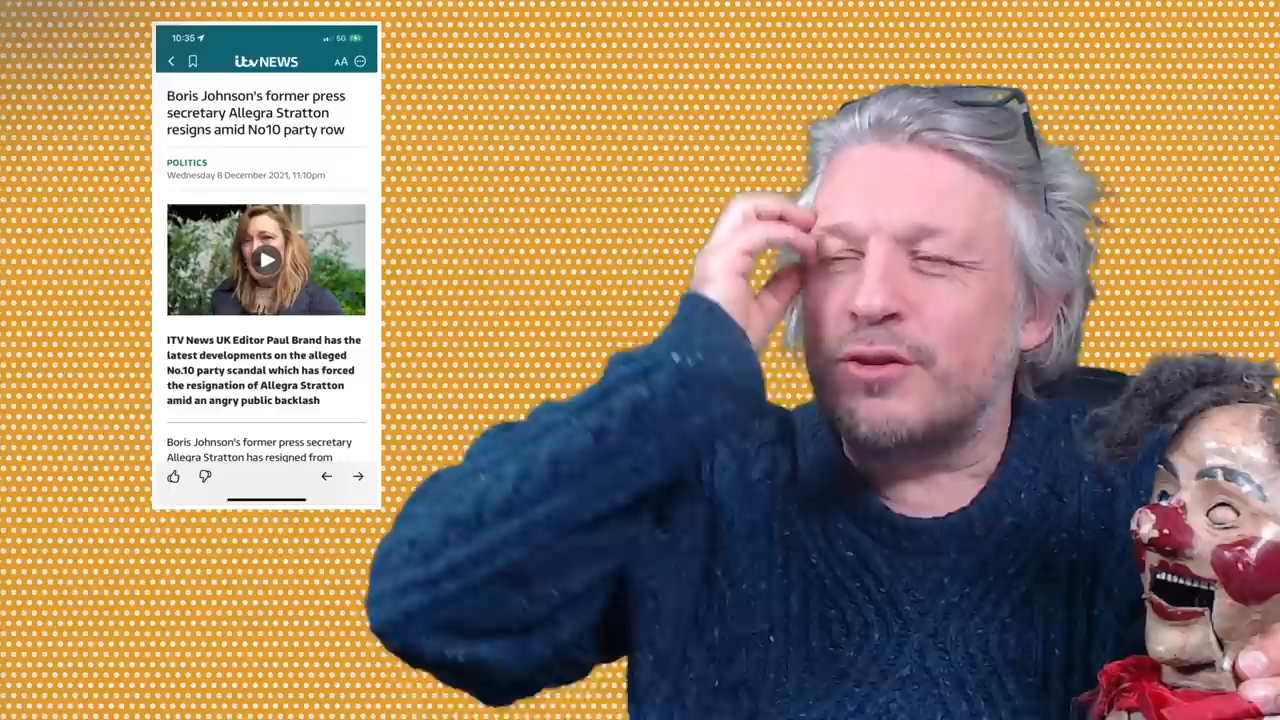 10:35
5G
itv NEWS
AA
Boris Johnson's former press
secretary Allegra Stratton
resigns amid No10 party row
POLITICS
Wednesday 8 December 2021, 11:10pm
ITV News UK Editor Paul Brand has the
latest developments on the alleged
No.10 party scandal which has forced
the resignation of Allegra Stratton
amid an angry public backlash
Boris Johnson's former press secretary
Allegra Stratton has resigned from